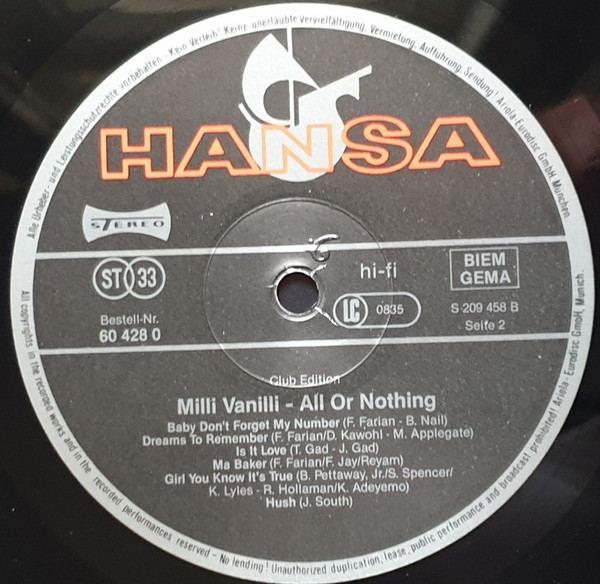 Alle Urheber- und Leistungsschutzrechte vorbehalten - Kein Verleih! Keine unerlaubte Vervielfältigung, Vermietung, Aufführung, Sendung! Ariola-Eurodisc GmbH, München.
HANSA
STEREO
ST 33
hi-fi
BIEM
GEMA
LC 0835
Bestell-Nr.
60 428 0
S 209 458 B
Seite 2
Club Edition
Milli Vanilli - All Or Nothing
Baby Don't Forget My Number (F. Farian - B. Nail)
Dreams To Remember (F. Farian/D. Kawohl - M. Applegate)
Is It Love (T. Gad - J. Gad)
Ma Baker (F. Farian/F. Jay/Reyam)
Girl You Know It's True (B. Pettaway, Jr./S. Spencer/
K. Lyles - R. Hollaman/K. Adeyemo)
Hush (J. South)
All copyrights in the recorded works and in the recorded performances reserved - No lending! Unauthorized duplication, lease, public performance and broadcast prohibited! Ariola-Eurodisc GmbH, Munich.